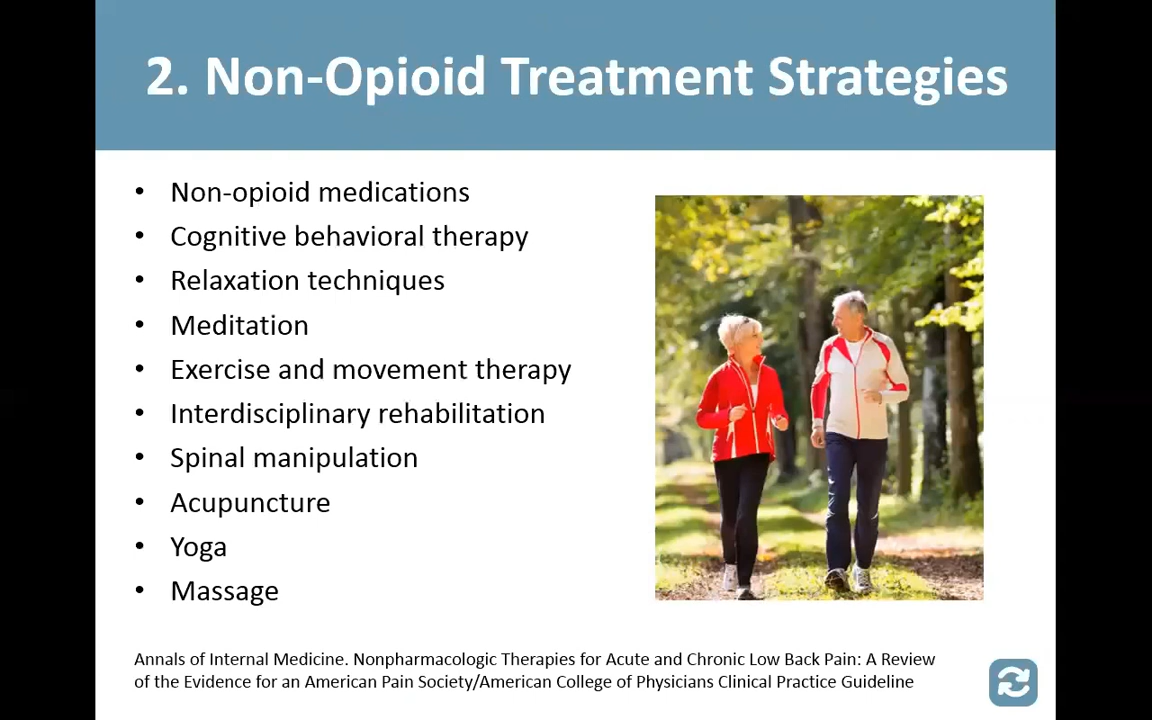 2. Non-Opioid Treatment Strategies
• Non-opioid medications
• Cognitive behavioral therapy
• Relaxation techniques
• Meditation
• Exercise and movement therapy
• Interdisciplinary rehabilitation
• Spinal manipulation
• Acupuncture
• Yoga
• Massage
Annals of Internal Medicine. Nonpharmacologic Therapies for Acute and Chronic Low Back Pain: A Review
of the Evidence for an American Pain Society/American College of Physicians Clinical Practice Guideline